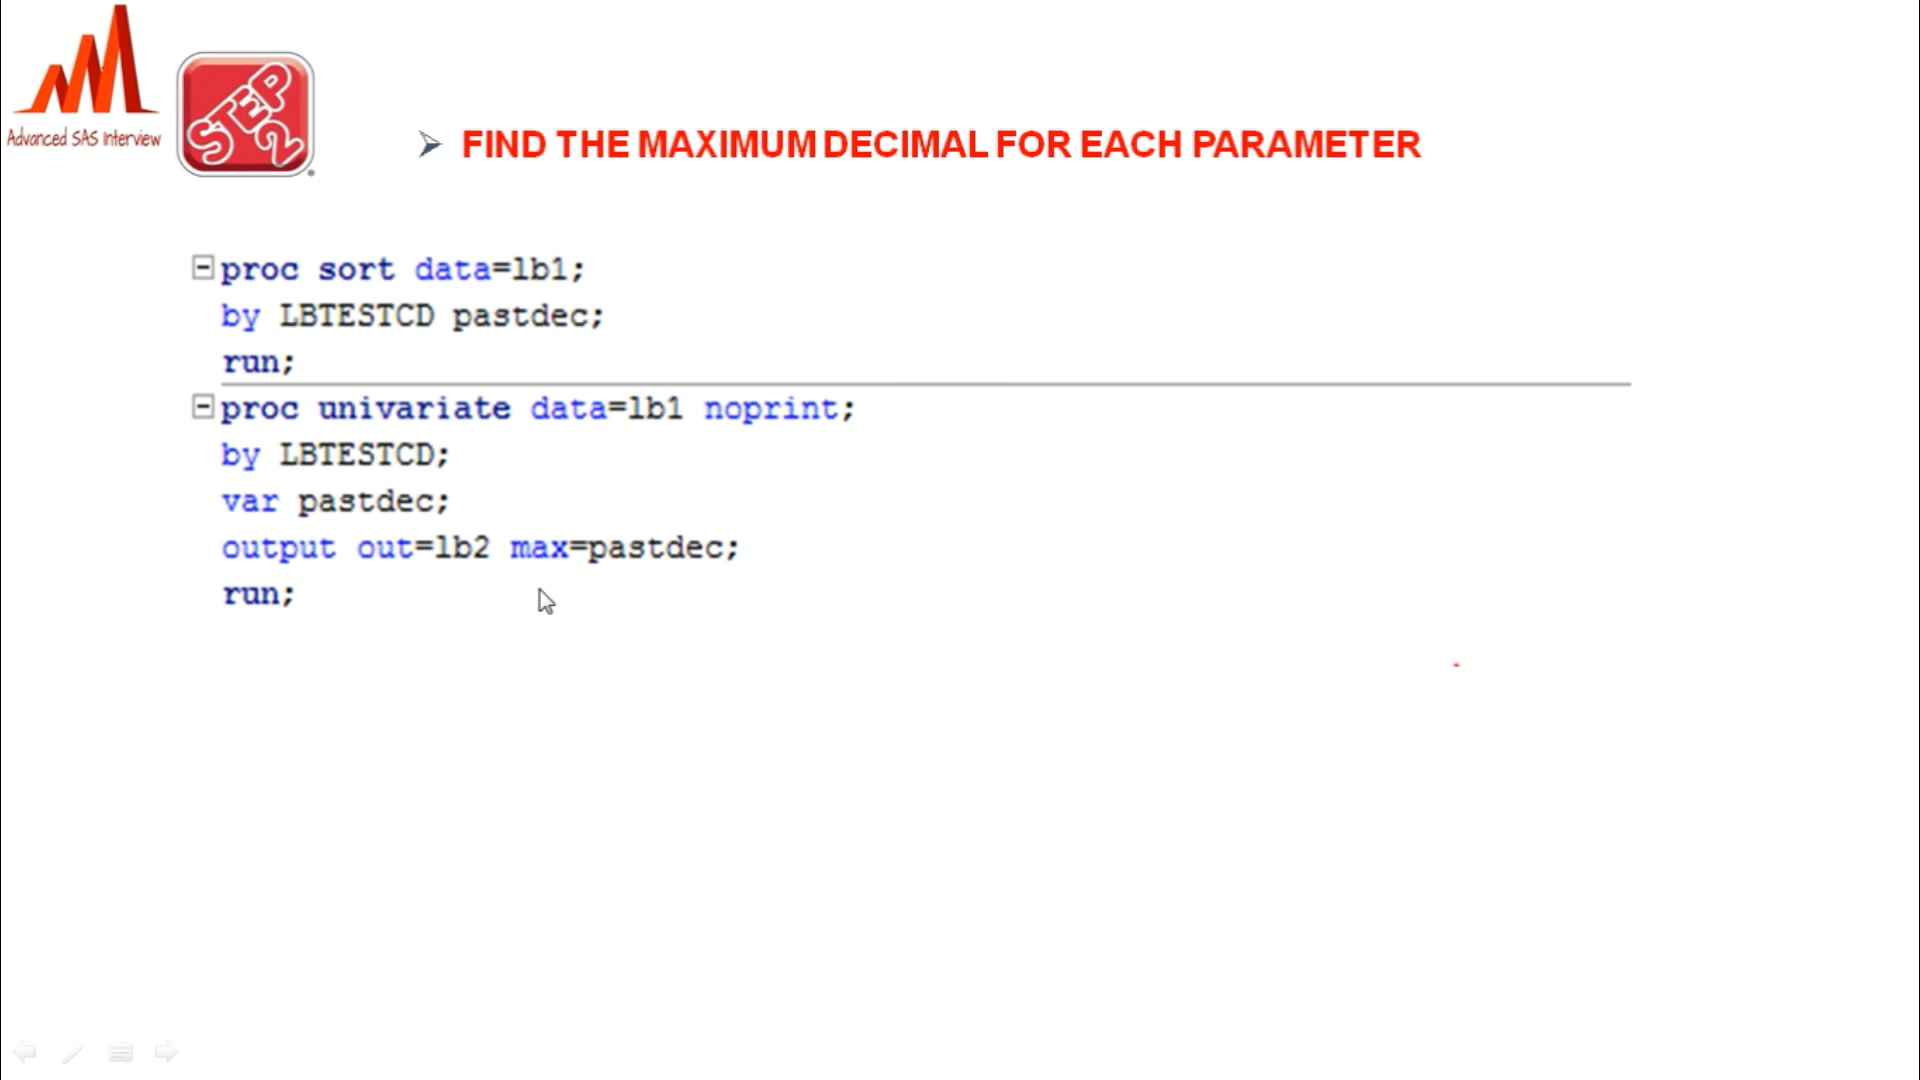 Advanced SAS Interview
STEP
2
FIND THE MAXIMUM DECIMAL FOR EACH PARAMETER
proc sort data=lb1;
by LBTESTCD pastdec;
run;
proc univariate data=lb1 noprint;
by LBTESTCD;
var pastdec;
output out=lb2 max=pastdec;
run;